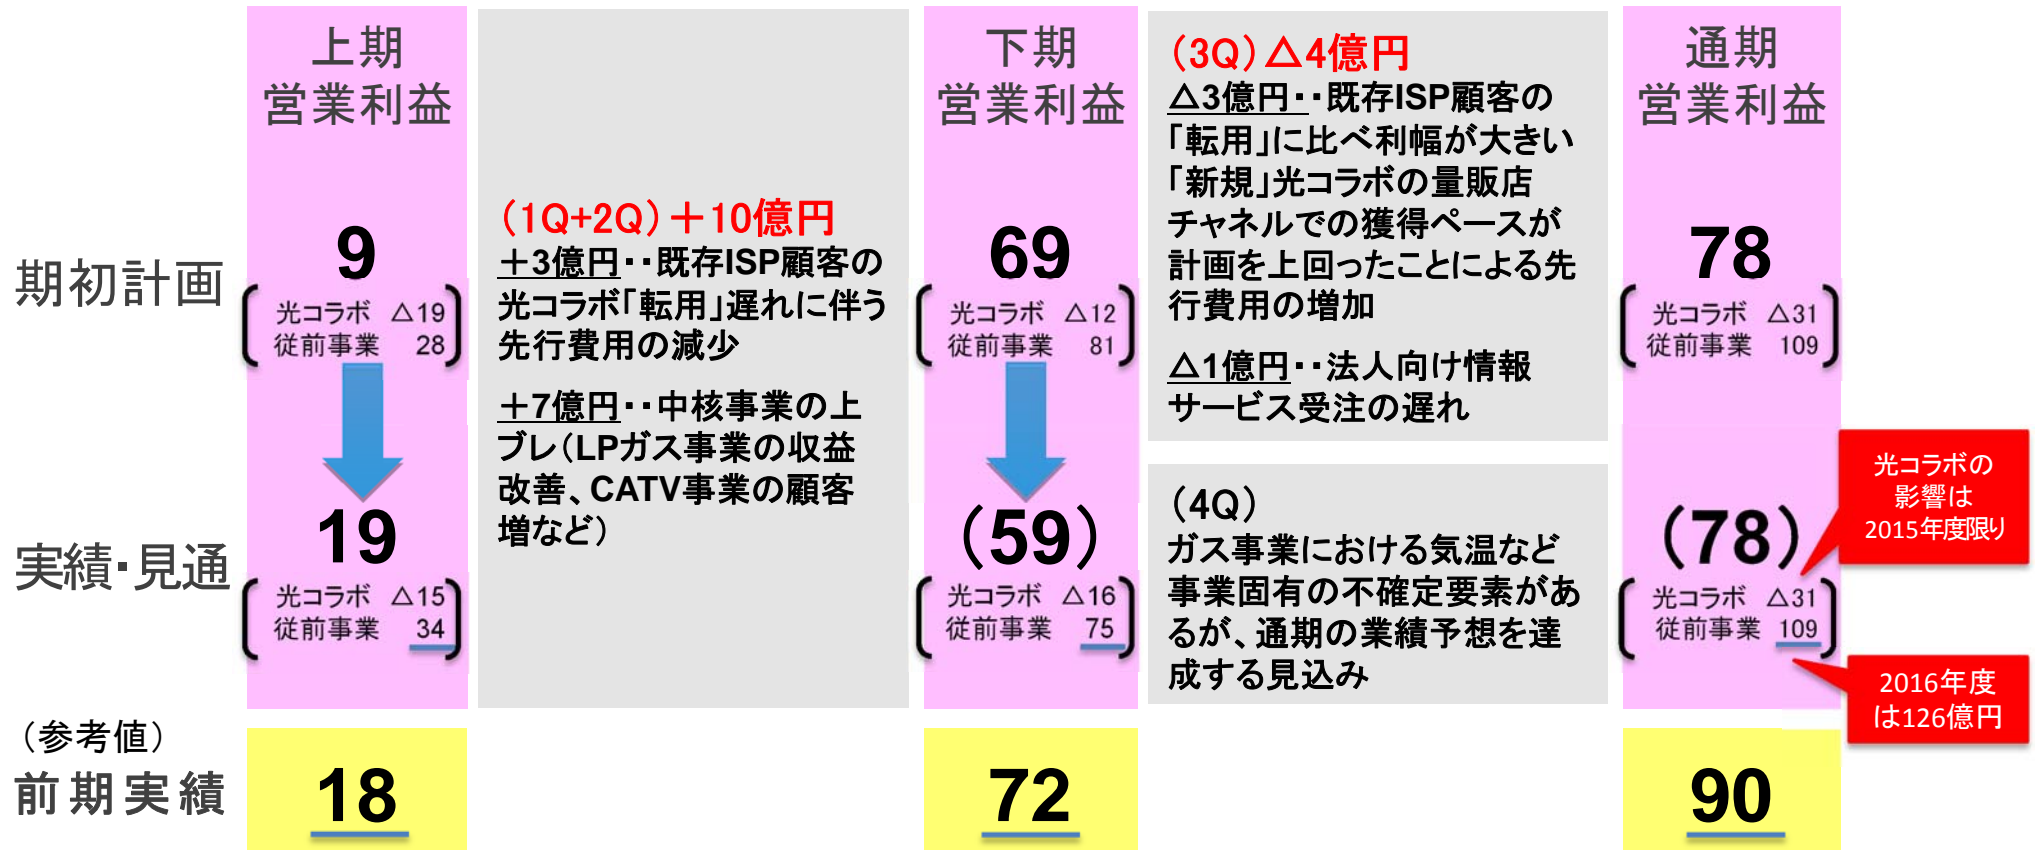 上期
営業利益
下期
営業利益
通期
営業利益
期初計画
9
光コラボ △19
従前事業 28
(1Q+2Q)＋10億円
＋3億円・・既存ISP顧客の
光コラボ「転用」遅れに伴う
先行費用の減少
＋7億円・・中核事業の上
ブレ(LPガス事業の収益
改善、CATV事業の顧客
増など)
69
光コラボ △12
従前事業 81
(3Q)△4億円
△3億円・・既存ISP顧客の
「転用」に比べ利幅が大きい
「新規」光コラボの量販店
チャネルでの獲得ペースが
計画を上回ったことによる先
行費用の増加
△1億円・・法人向け情報
サービス受注の遅れ
78
光コラボ △31
従前事業 109
実績・見通
19
光コラボ △15
従前事業 34
(59)
光コラボ △16
従前事業 75
(4Q)
ガス事業における気温など
事業固有の不確定要素があ
るが、通期の業績予想を達
成する見込み
(78)
光コラボ △31
従前事業 109
光コラボの
影響は
2015年度限り
2016年度
は126億円
(参考値)
前期実績
18
72
90